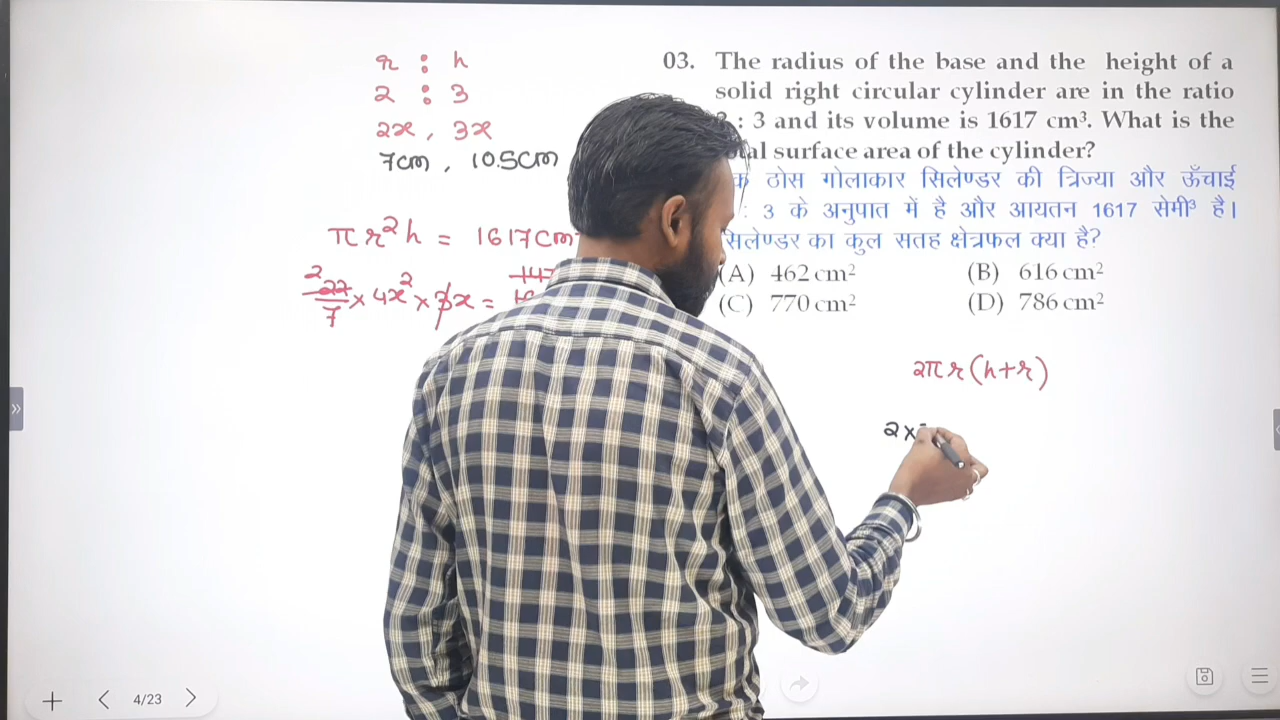 r : h
2 : 3
2x , 3x
7cm , 10.5cm
πr²h = 1617cm
2
22/7 × 4x² × 3x =
147
03. The radius of the base and the height of a
solid right circular cylinder are in the ratio
: 3 and its volume is 1617 cm³. What is the
surface area of the cylinder?
ठोस गोलाकार सिलेण्डर की त्रिज्या और ऊँचाई
: 3 के अनुपात में है और आयतन 1617 सेमी³ है।
सिलेण्डर का कुल सतह क्षेत्रफल क्या है?
(A) 462 cm² (B) 616 cm²
(C) 770 cm² (D) 786 cm²
2πr(h+r)
2×
4/23